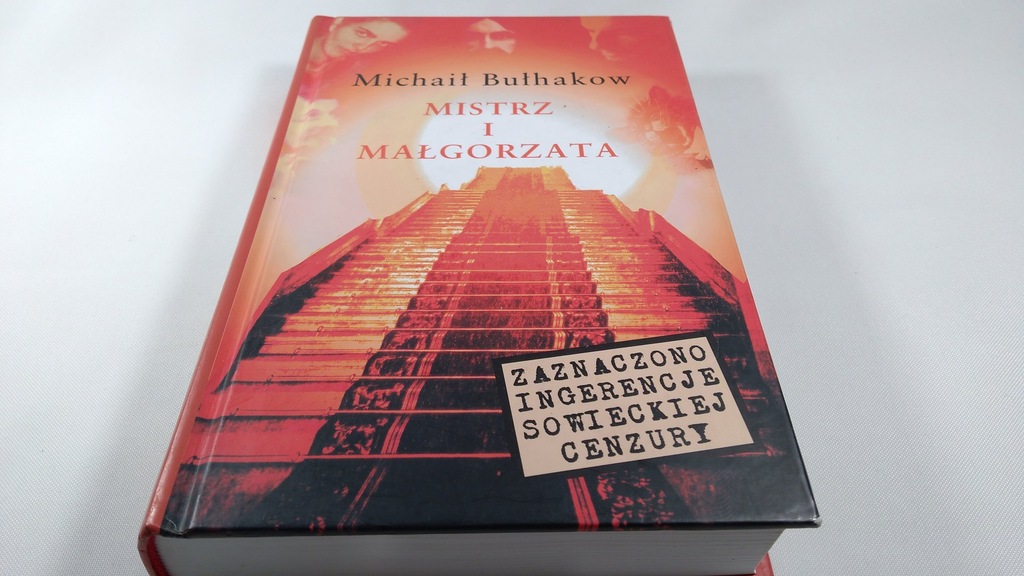 Michaił Bułhakow
MISTRZ
I
MAŁGORZATA
ZAZNACZONO
INGERENCJE
SOWIECKIEJ
CENZURY